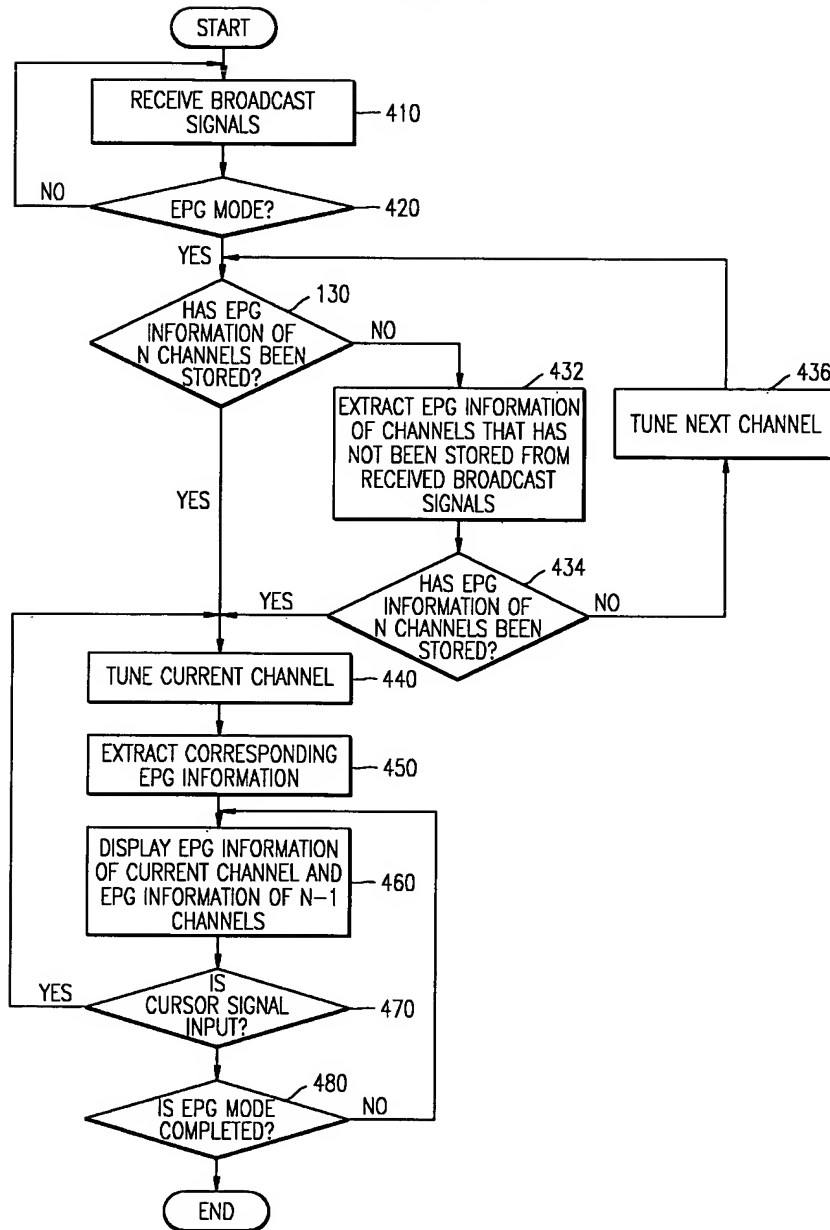 START
RECEIVE BROADCAST
SIGNALS
410
NO
EPG MODE?
420
YES
130
HAS EPG
INFORMATION OF
N CHANNELS BEEN
STORED?
NO
432
436
EXTRACT EPG INFORMATION
OF CHANNELS THAT HAS
NOT BEEN STORED FROM
RECEIVED BROADCAST
SIGNALS
TUNE NEXT CHANNEL
YES
434
YES
HAS EPG
INFORMATION OF
N CHANNELS BEEN
STORED?
NO
TUNE CURRENT CHANNEL
440
EXTRACT CORRESPONDING
EPG INFORMATION
450
DISPLAY EPG INFORMATION
OF CURRENT CHANNEL AND
EPG INFORMATION OF N-1
CHANNELS
460
YES
IS
CURSOR SIGNAL
INPUT?
470
480
IS EPG MODE
COMPLETED?
NO
END